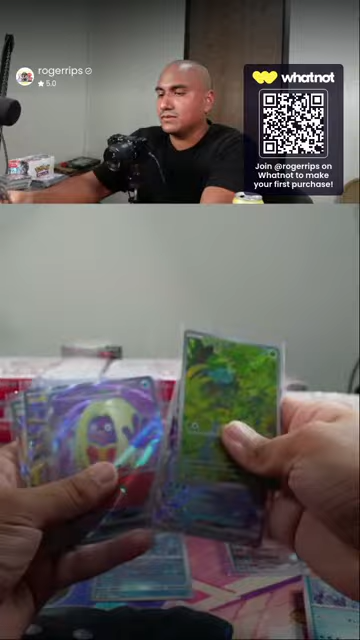 rogerrips
5.0
whatnot
Join @rogerrips on
Whatnot to make
your first purchase!